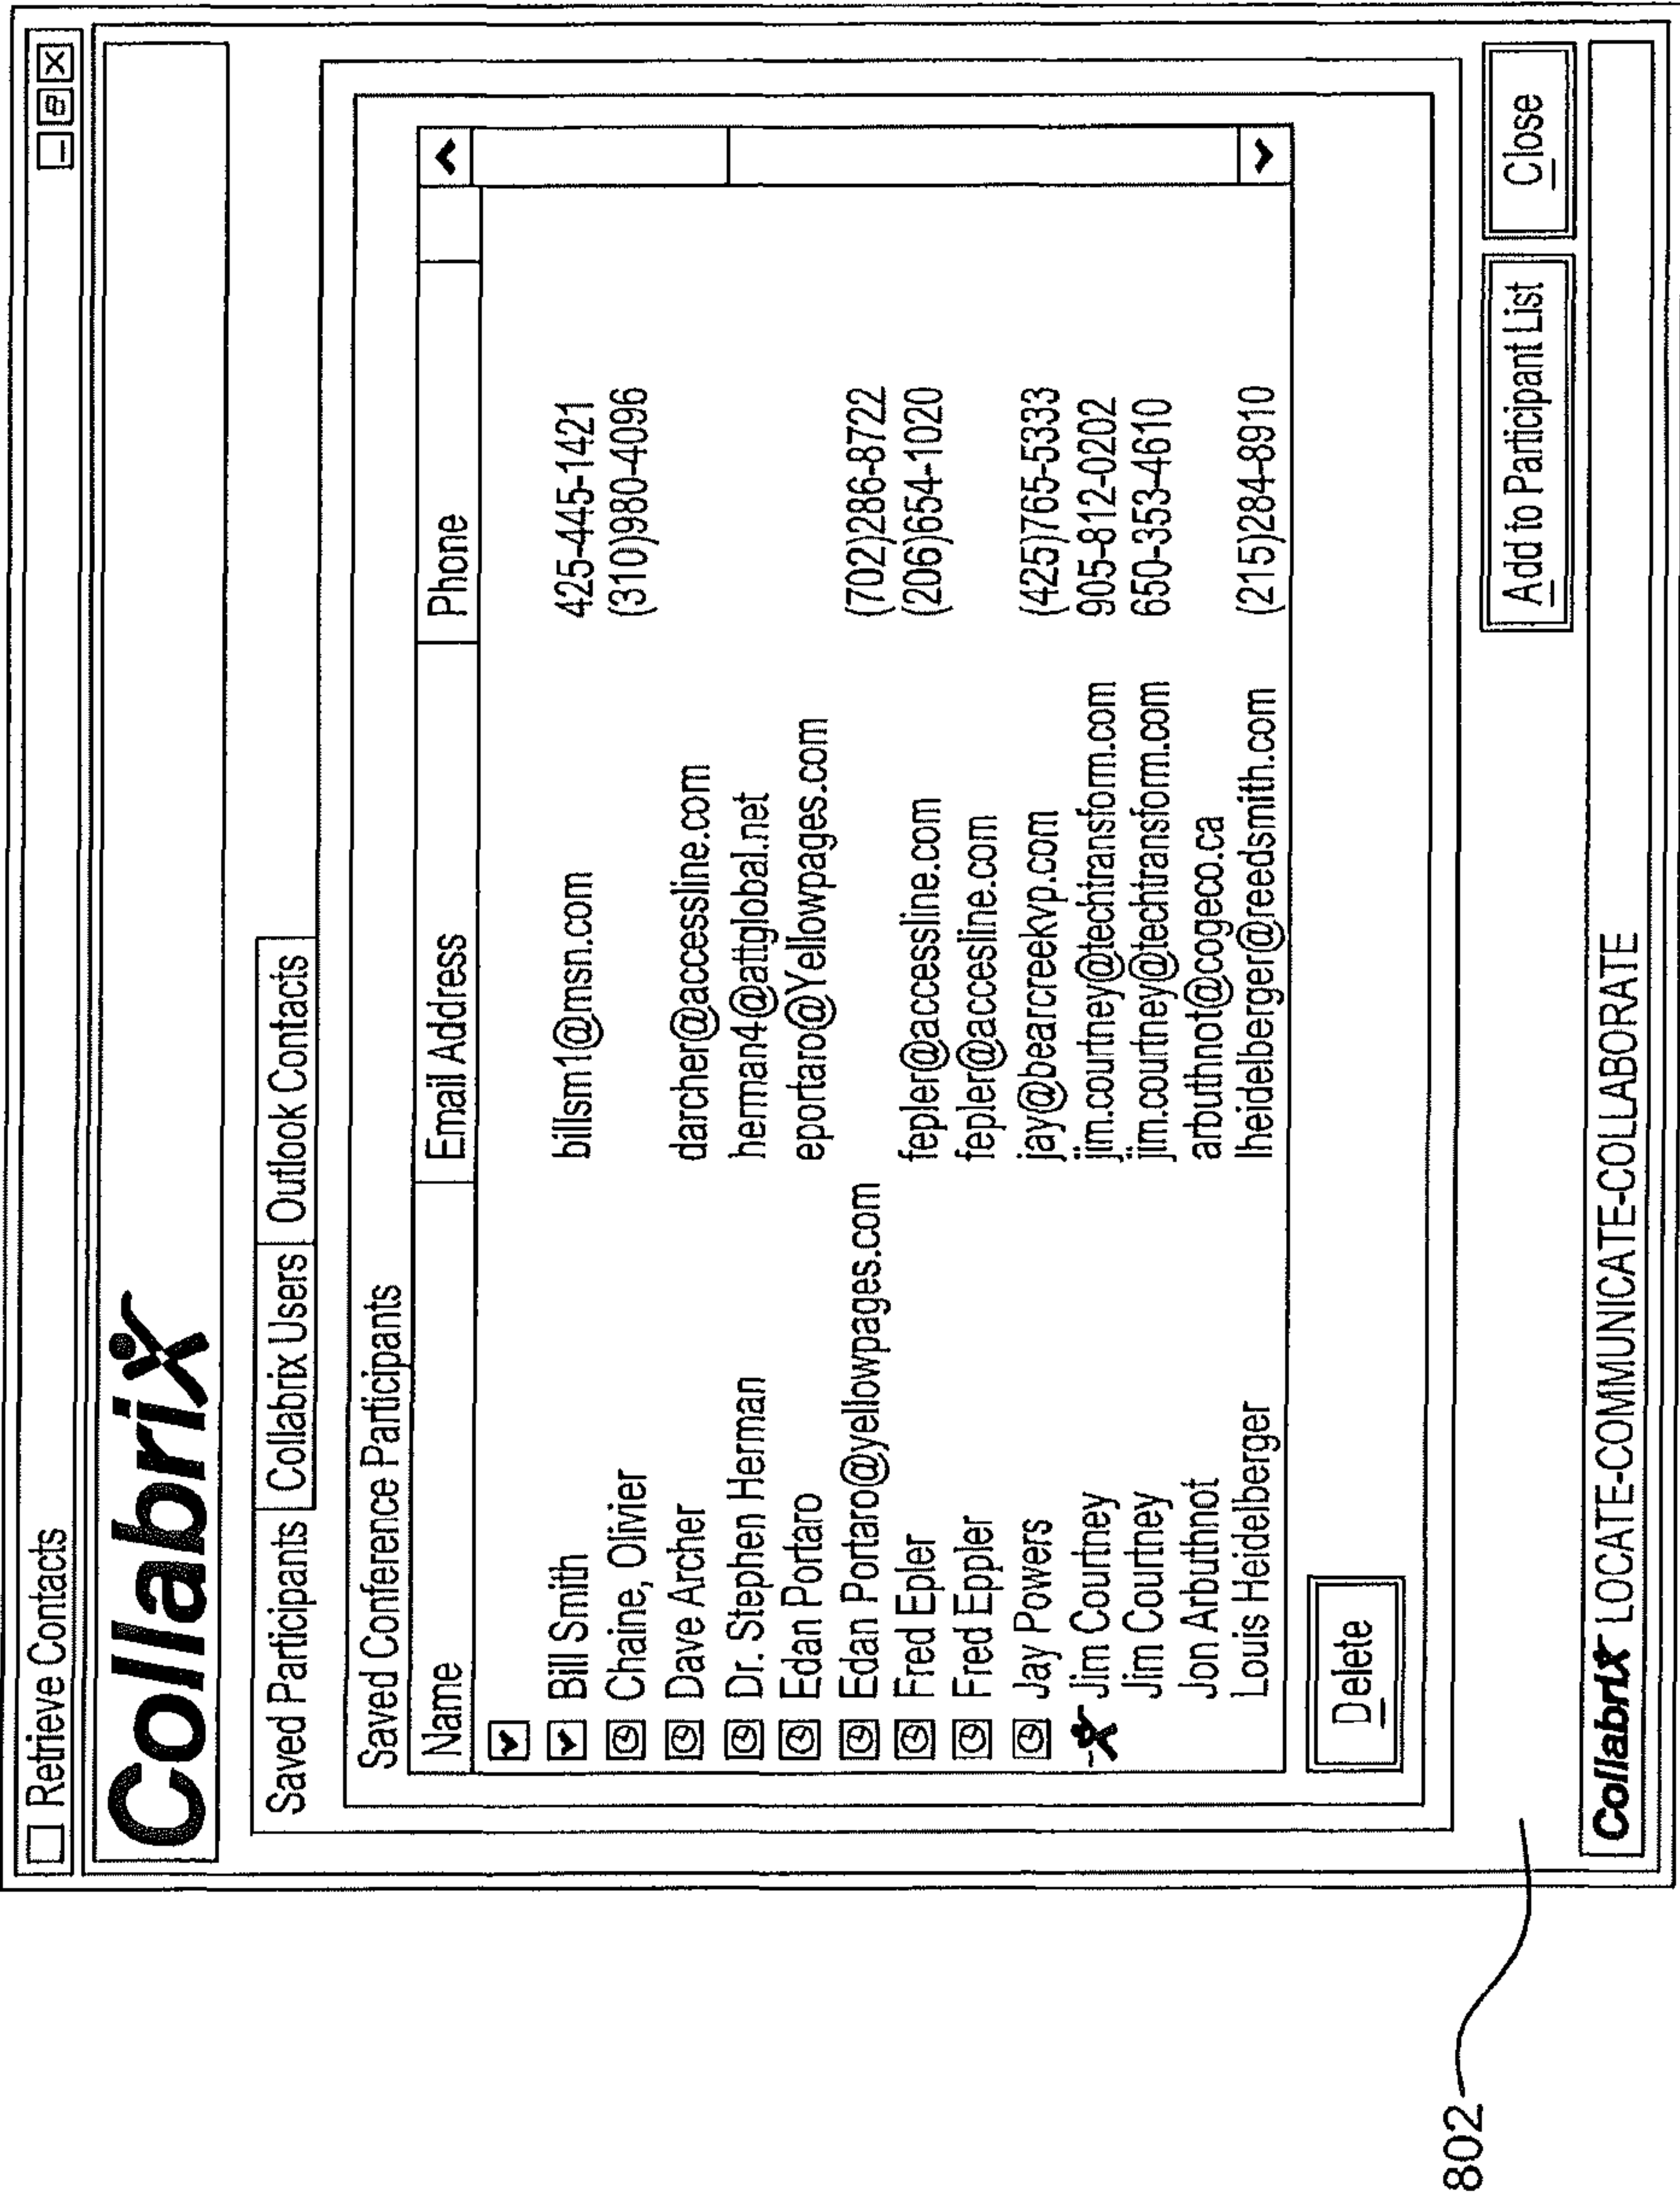 Retrieve Contacts
Collabrix
Saved Participants Collabrix Users Outlook Contacts
Saved Conference Participants
Name Email Address Phone
Bill Smith billsm1@msn.com 425-445-1421
Chaine, Olivier (310)980-4096
Dave Archer darcher@accessline.com
Dr. Stephen Herman herman4@attglobal.net
Edan Portaro eportaro@Yellowpages.com
Edan Portaro@yellowpages.com (702)286-8722
Fred Epler fepler@accessline.com (206)654-1020
Fred Eppler fepler@accesline.com
Jay Powers jay@bearcreekvp.com (425)765-5333
Jim Courtney jim.courtney@techtransform.com 905-812-0202
Jim Courtney jim.courtney@techtransform.com 650-353-4610
Jon Arbuthnot arbuthnot@cogeco.ca
Louis Heidelberger lheidelberger@reedsmith.com (215)284-8910
Delete
Add to Participant List Close
Collabrix LOCATE-COMMUNICATE-COLLABORATE
802